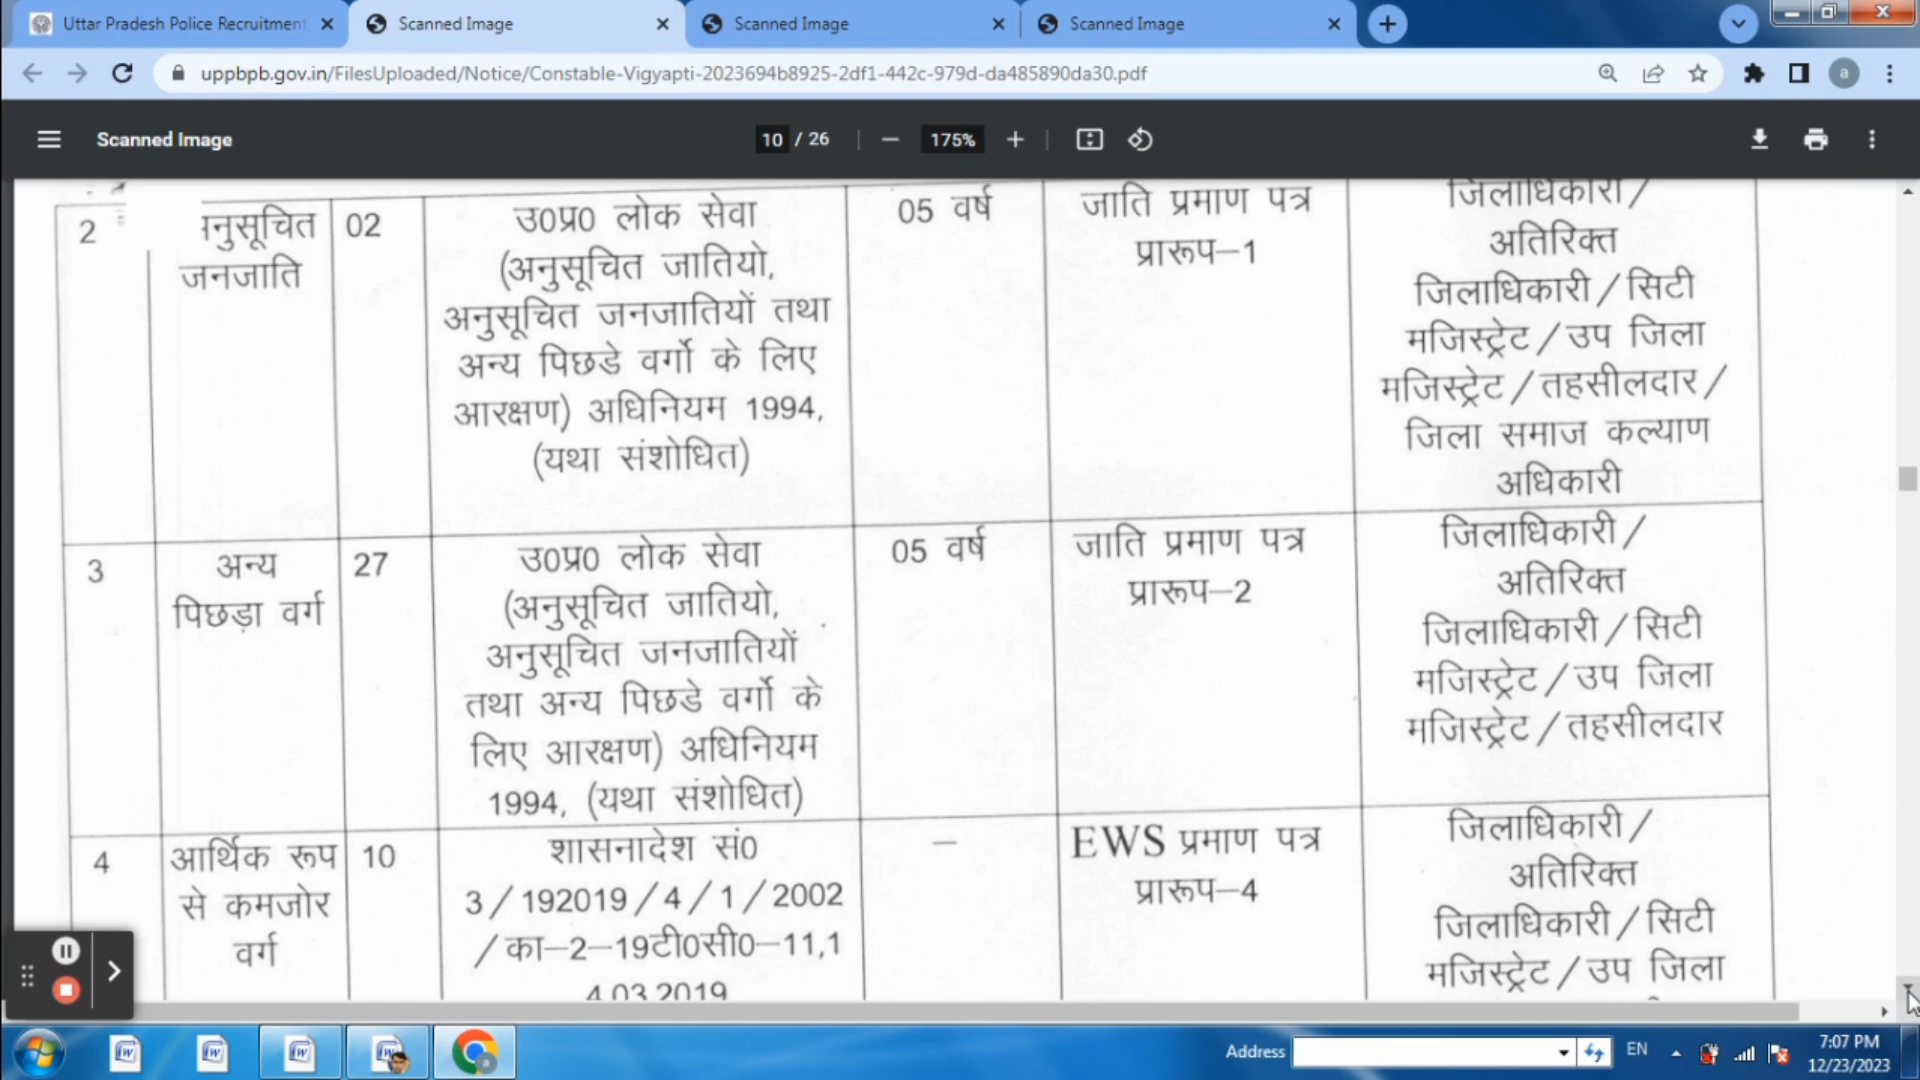 Uttar Pradesh Police Recruitment
Scanned Image
Scanned Image
Scanned Image
uppbpb.gov.in/FilesUploaded/Notice/Constable-Vigyapti-2023694b8925-2df1-442c-979d-da485890da30.pdf
a
Scanned Image
10 / 26
175%
2
नुसूचित
जनजाति
02
उ0प्र0 लोक सेवा
(अनुसूचित जातियो,
अनुसूचित जनजातियों तथा
अन्य पिछडे वर्गो के लिए
आरक्षण) अधिनियम 1994,
(यथा संशोधित)
05 वर्ष
जाति प्रमाण पत्र
प्रारूप–1
जिलाधिकारी /
अतिरिक्त
जिलाधिकारी / सिटी
मजिस्ट्रेट / उप जिला
मजिस्ट्रेट / तहसीलदार /
जिला समाज कल्याण
अधिकारी
3
अन्य
पिछड़ा वर्ग
27
उ0प्र0 लोक सेवा
(अनुसूचित जातियो,
अनुसूचित जनजातियों
तथा अन्य पिछडे वर्गो के
लिए आरक्षण) अधिनियम
1994, (यथा संशोधित)
05 वर्ष
जाति प्रमाण पत्र
प्रारूप–2
जिलाधिकारी /
अतिरिक्त
जिलाधिकारी / सिटी
मजिस्ट्रेट / उप जिला
मजिस्ट्रेट / तहसीलदार
4
आर्थिक रूप
से कमजोर
वर्ग
10
शासनादेश सं0
3 / 192019 / 4 / 1 / 2002
/ का–2–19टी0सी0–11,1
4.03.2019
–
EWS प्रमाण पत्र
प्रारूप–4
जिलाधिकारी /
अतिरिक्त
जिलाधिकारी / सिटी
मजिस्ट्रेट / उप जिला
Address
EN
7:07 PM
12/23/2023